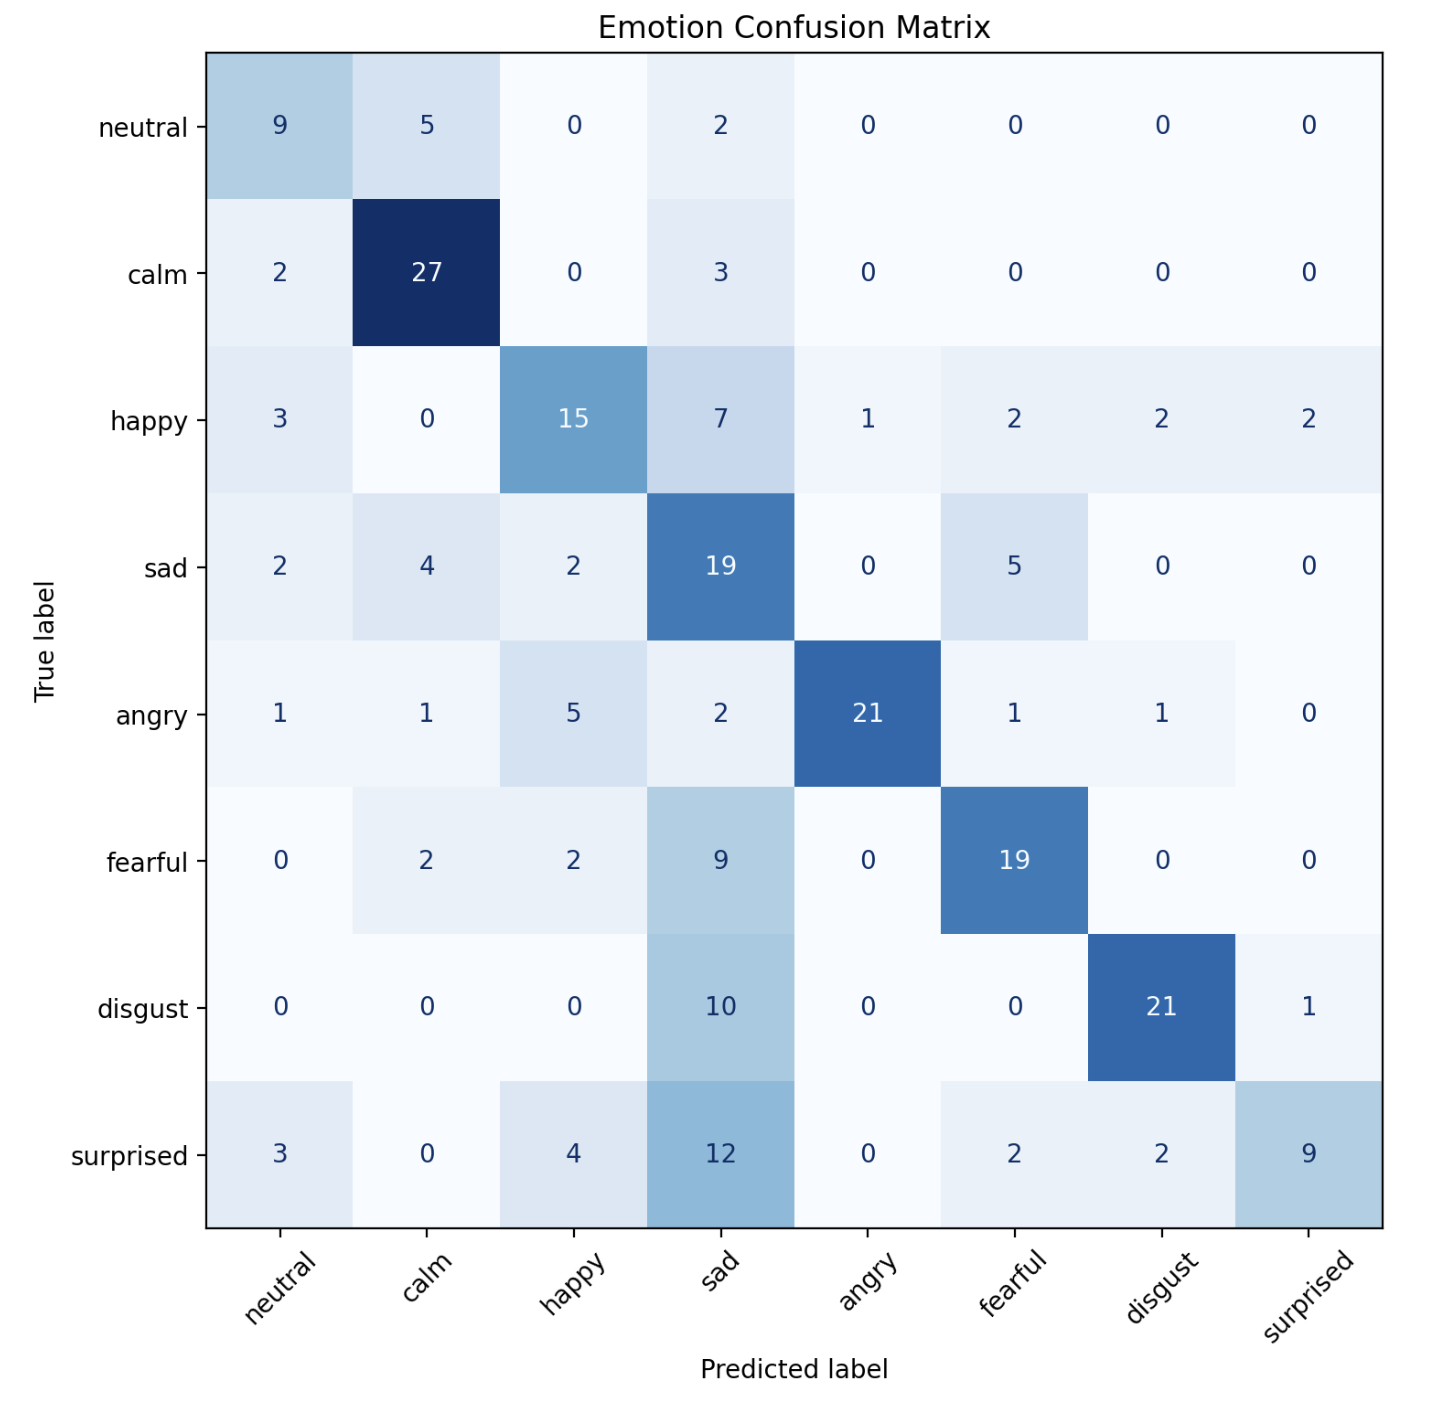 Emotion Confusion Matrix
neutral 9 5 0 2 0 0 0 0
calm 2 27 0 3 0 0 0 0
happy 3 0 15 7 1 2 2 2
sad 2 4 2 19 0 5 0 0
True label
angry 1 1 5 2 21 1 1 0
fearful 0 2 2 9 0 19 0 0
disgust 0 0 0 10 0 0 21 1
surprised 3 0 4 12 0 2 2 9
neutral calm happy sad angry fearful disgust surprised
Predicted label